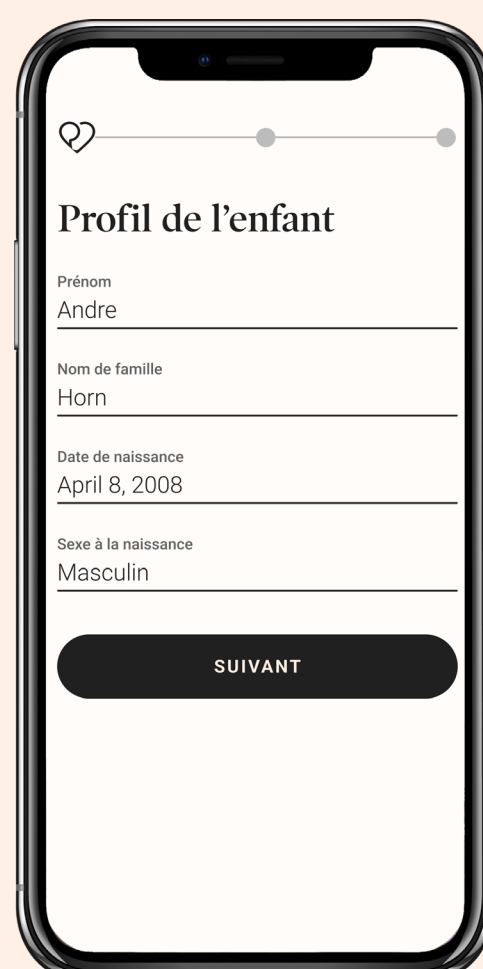 Profil de l’enfant
Prénom
Andre
Nom de famille
Horn
Date de naissance
April 8, 2008
Sexe à la naissance
Masculin
SUIVANT